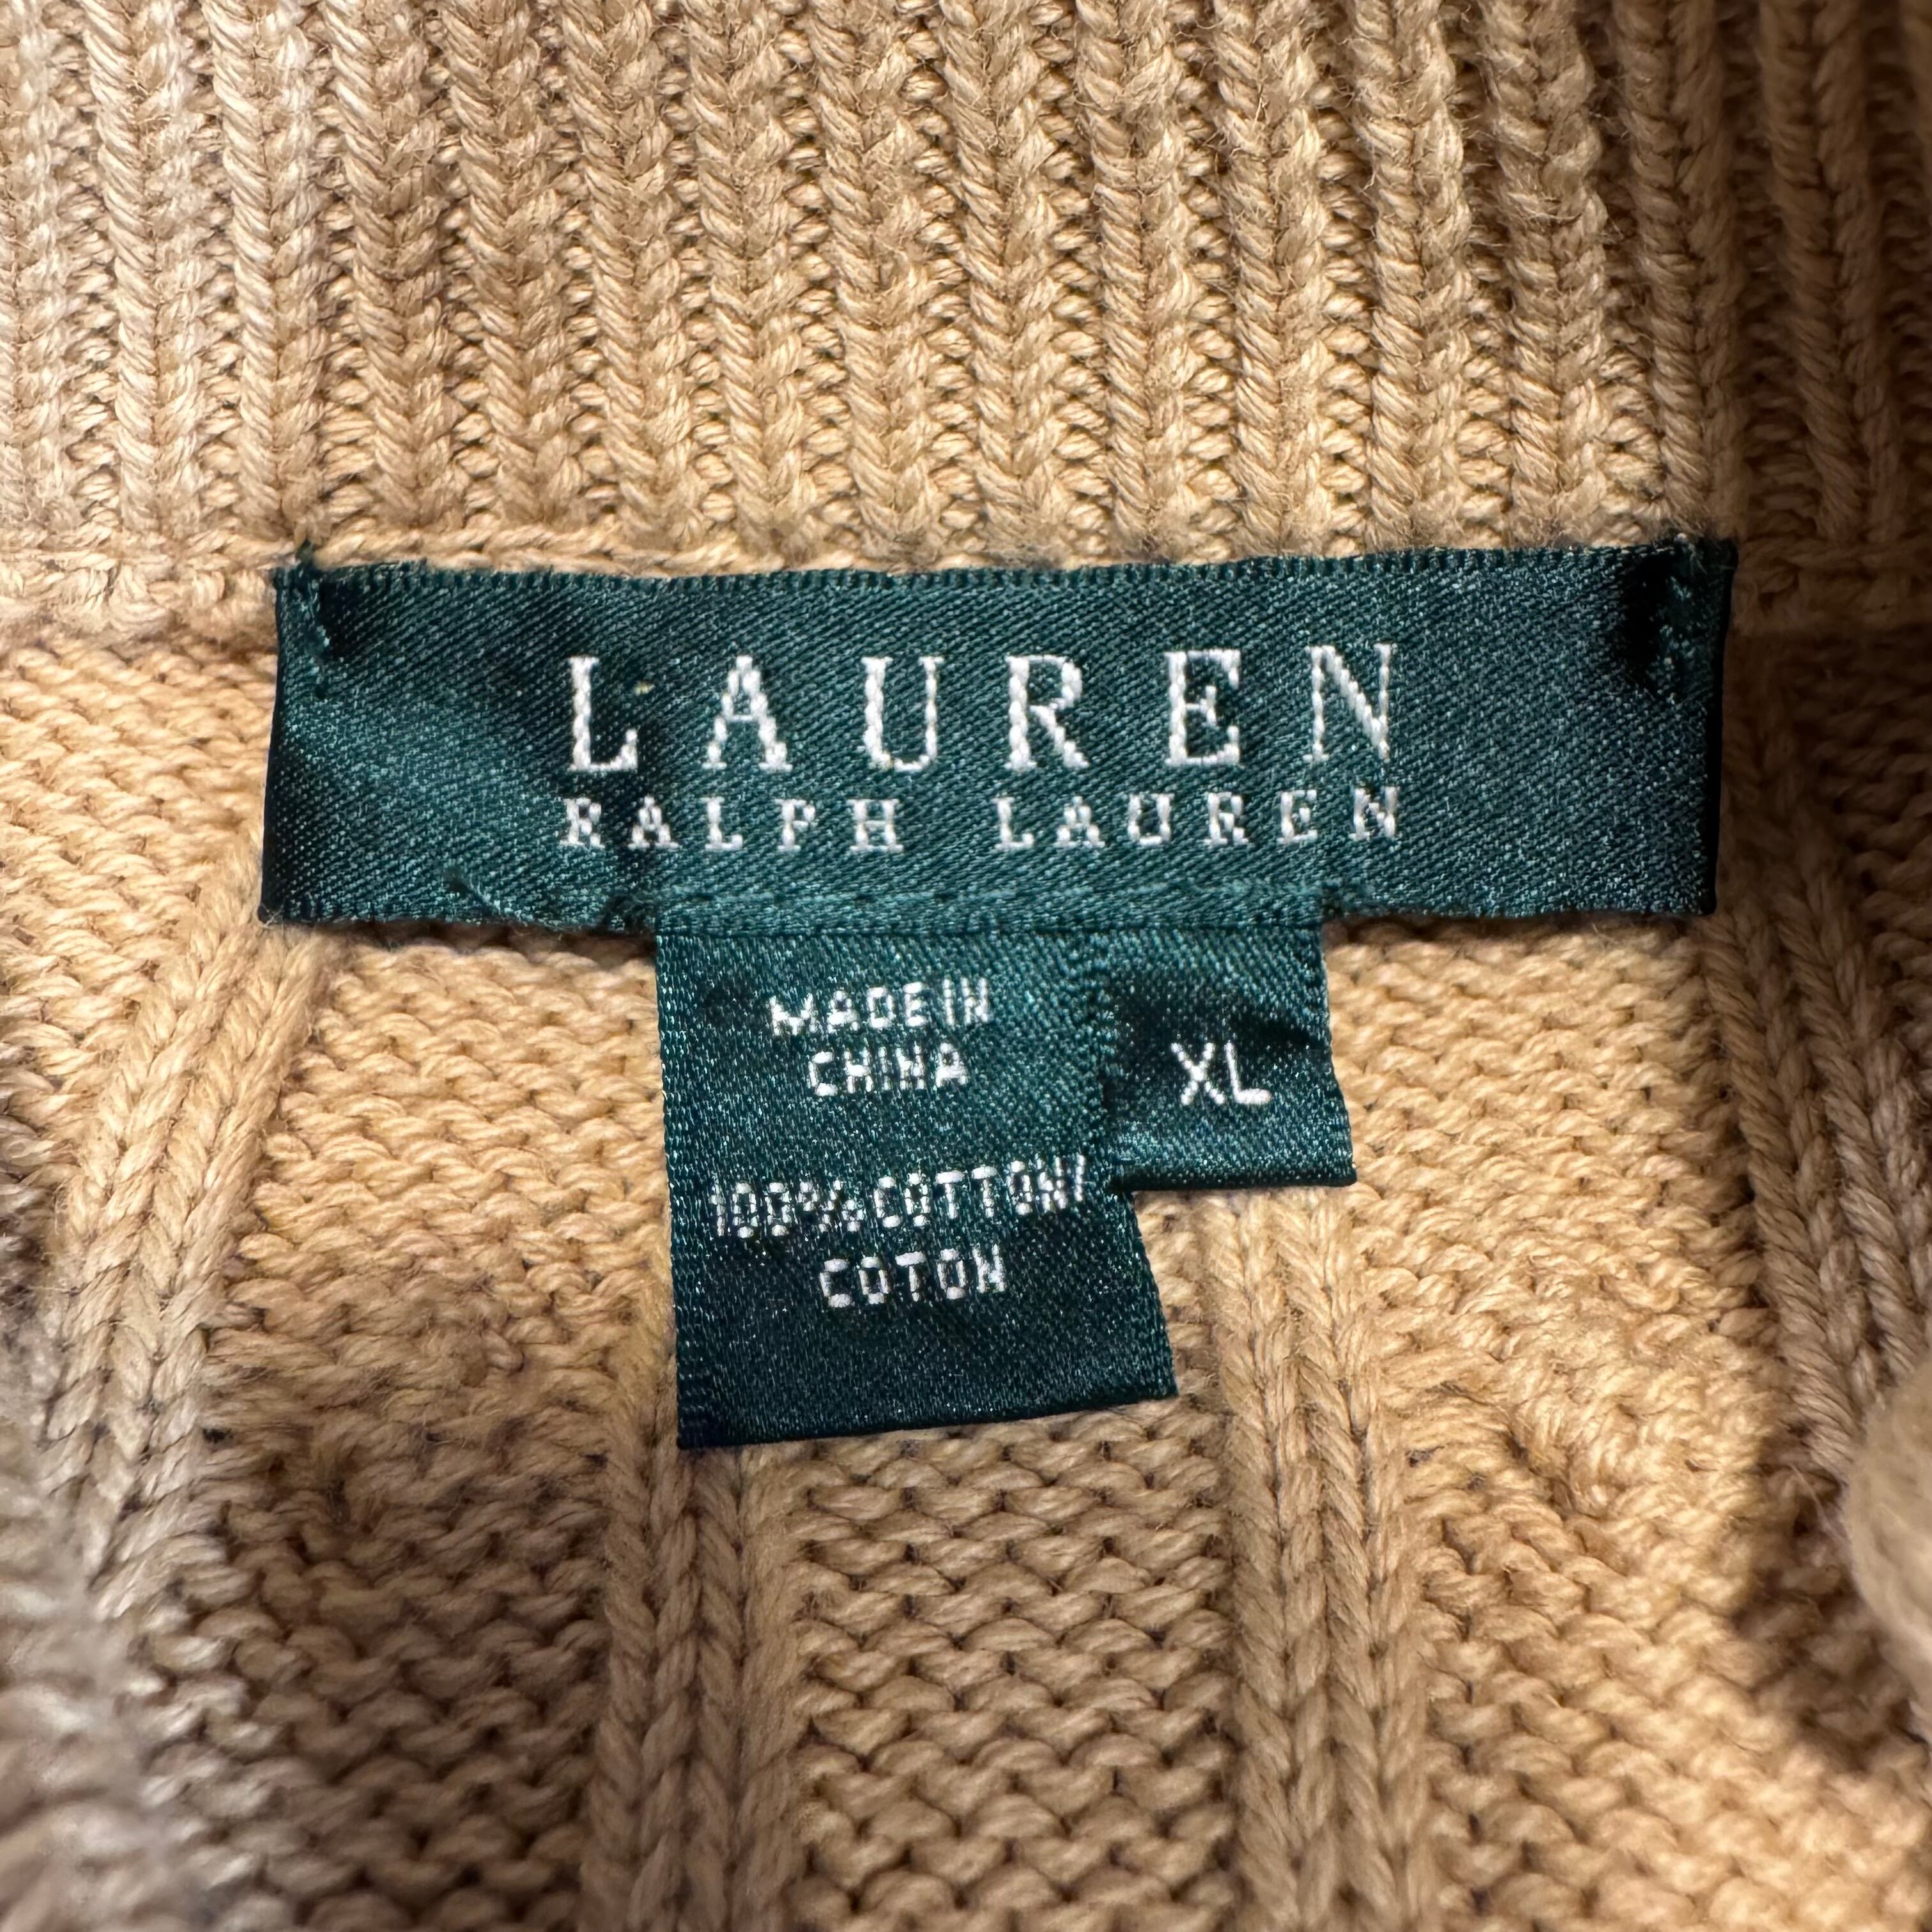 LAUREN
RALPH LAUREN
MADE IN
CHINA
XL
100% COTTON/
COTON